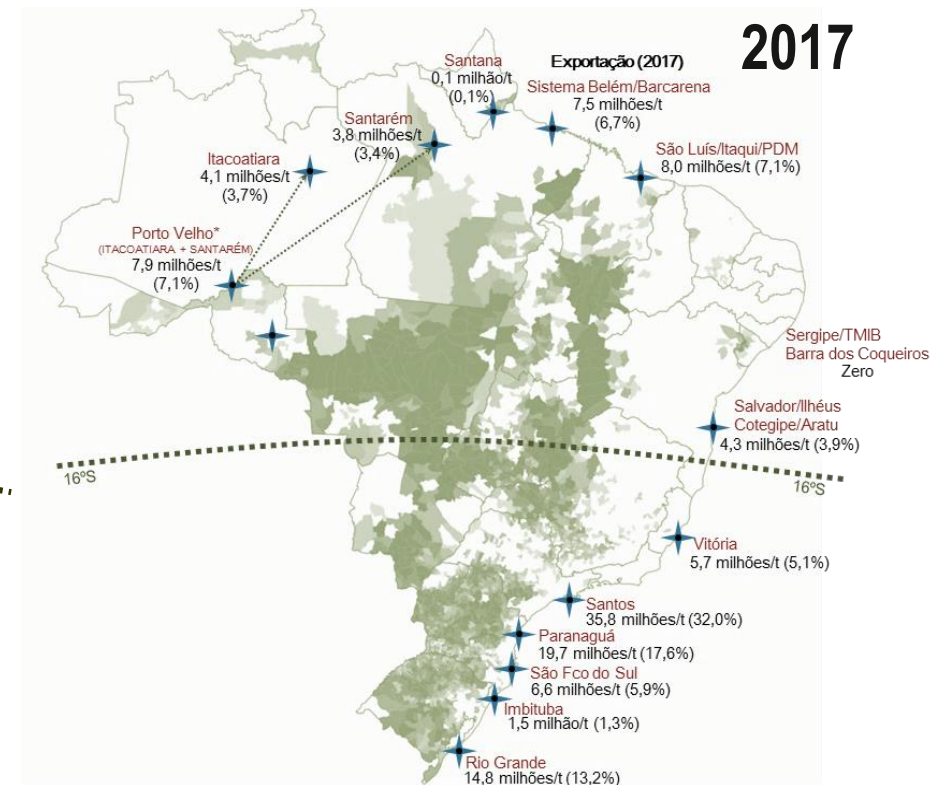 2017
Exportação (2017)
Santana
0,1 milhão/t
(0,1%)
Sistema Belém/Barcarena
7,5 milhões/t
(6,7%)
Santarém
3,8 milhões/t
(3,4%)
São Luís/Itaqui/PDM
8,0 milhões/t (7,1%)
Itacoatiara
4,1 milhões/t
(3,7%)
Porto Velho*
(ITACOATIARA + SANTARÉM)
7,9 milhões/t
(7,1%)
Sergipe/TMIB
Barra dos Coqueiros
Zero
Salvador/Ilhéus
Cotegipe/Aratu
4,3 milhões/t (3,9%)
16ºS
16ºS
Vitória
5,7 milhões/t (5,1%)
Santos
35,8 milhões/t (32,0%)
Paranaguá
19,7 milhões/t (17,6%)
São Fco do Sul
6,6 milhões/t (5,9%)
Imbituba
1,5 milhão/t (1,3%)
Rio Grande
14,8 milhões/t (13,2%)